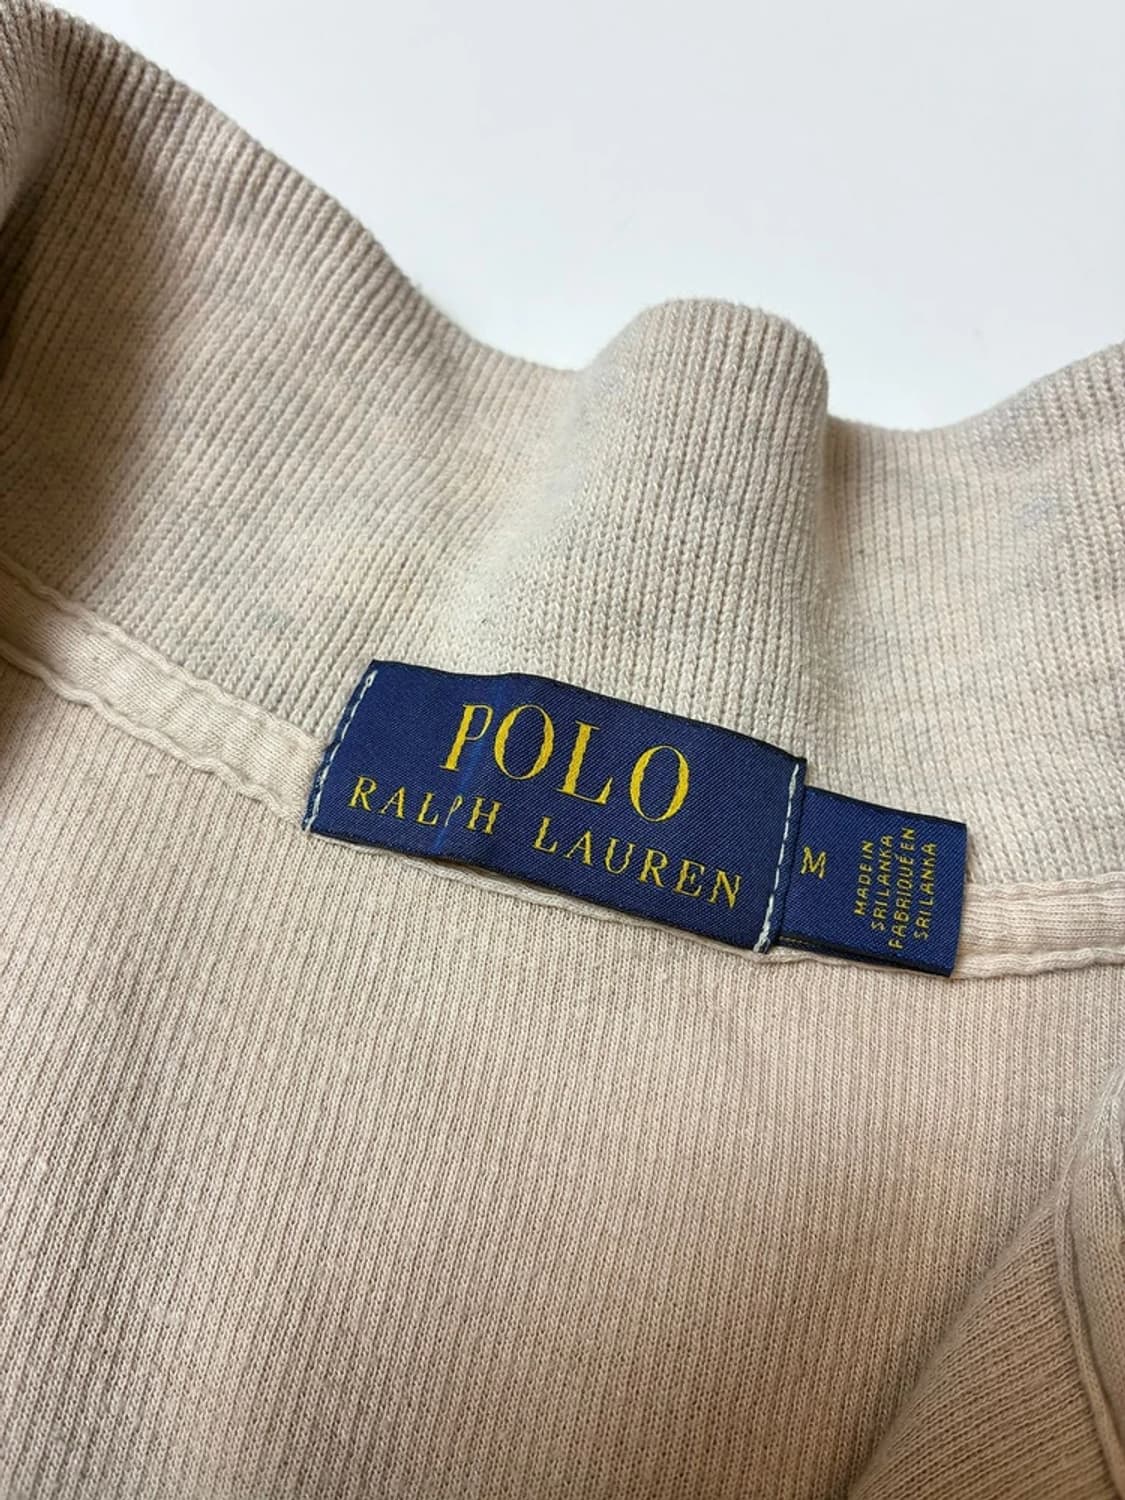 POLO
RALPH LAUREN
M
MADE IN
SRI LANKA
FABRIQUÉ EN
SRI LANKA